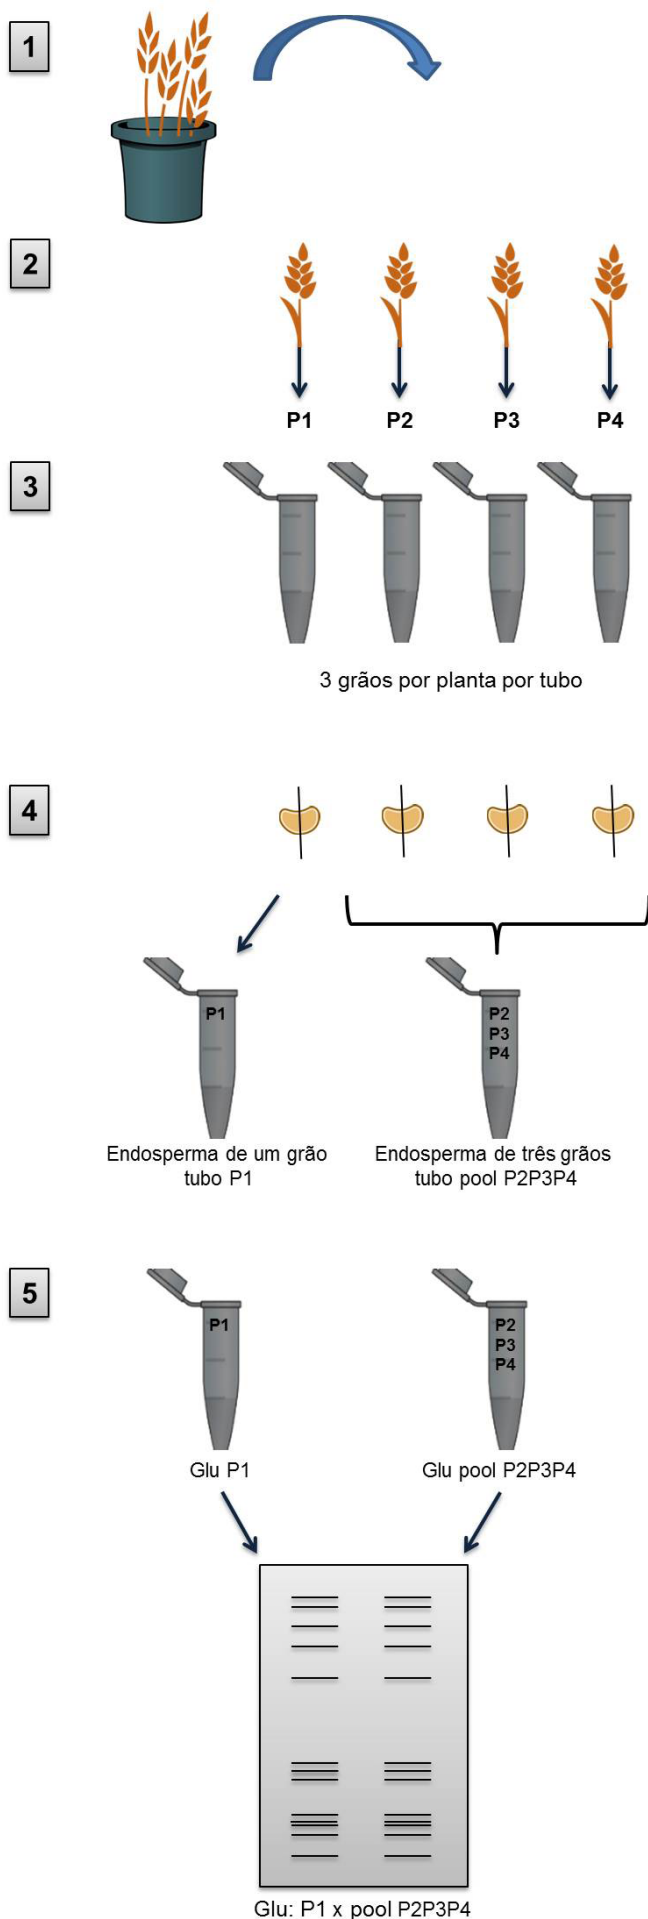 1
2
P1 P2 P3 P4
3
3 grãos por planta por tubo
4
P1
P2
P3
P4
Endosperma de um grão
tubo P1
Endosperma de três grãos
tubo pool P2P3P4
5
P1
P2
P3
P4
Glu P1
Glu pool P2P3P4
Glu: P1 x pool P2P3P4